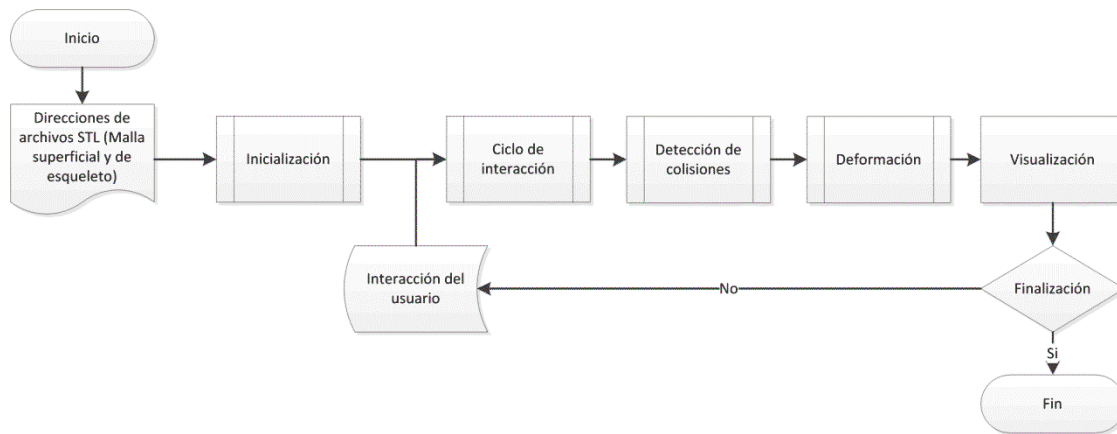 Inicio
Direcciones de
archivos STL (Malla
superficial y de
esqueleto)
Inicialización
Ciclo de
interacción
Detección de
colisiones
Deformación
Visualización
Interacción del
usuario
No
Finalización
Si
Fin